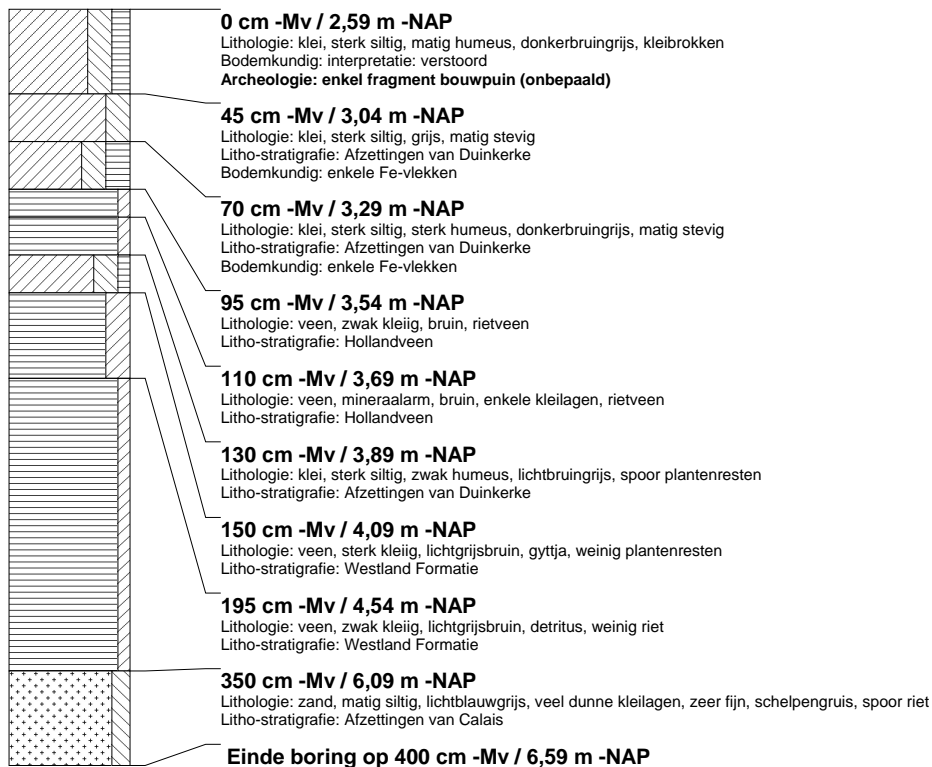 0 cm -Mv / 2,59 m -NAP
Lithologie: klei, sterk siltig, matig humeus, donkerbruingrijs, kleibrokken
Bodemkundig: interpretatie: verstoord
Archeologie: enkel fragment bouwpuin (onbepaald)
45 cm -Mv / 3,04 m -NAP
Lithologie: klei, sterk siltig, grijs, matig stevig
Litho-stratigrafie: Afzettingen van Duinkerke
Bodemkundig: enkele Fe-vlekken
70 cm -Mv / 3,29 m -NAP
Lithologie: klei, sterk siltig, sterk humeus, donkerbruingrijs, matig stevig
Litho-stratigrafie: Afzettingen van Duinkerke
Bodemkundig: enkele Fe-vlekken
95 cm -Mv / 3,54 m -NAP
Lithologie: veen, zwak kleiig, bruin, rietveen
Litho-stratigrafie: Hollandveen
110 cm -Mv / 3,69 m -NAP
Lithologie: veen, mineraalarm, bruin, enkele kleilagen, rietveen
Litho-stratigrafie: Hollandveen
130 cm -Mv / 3,89 m -NAP
Lithologie: klei, sterk siltig, zwak humeus, lichtbruingrijs, spoor plantenresten
Litho-stratigrafie: Afzettingen van Duinkerke
150 cm -Mv / 4,09 m -NAP
Lithologie: veen, sterk kleiig, lichtgrijsbruin, gyttja, weinig plantenresten
Litho-stratigrafie: Westland Formatie
195 cm -Mv / 4,54 m -NAP
Lithologie: veen, zwak kleiig, lichtgrijsbruin, detritus, weinig riet
Litho-stratigrafie: Westland Formatie
350 cm -Mv / 6,09 m -NAP
Lithologie: zand, matig siltig, lichtblauwgrijs, veel dunne kleilagen, zeer fijn, schelpengruis, spoor riet
Litho-stratigrafie: Afzettingen van Calais
Einde boring op 400 cm -Mv / 6,59 m -NAP